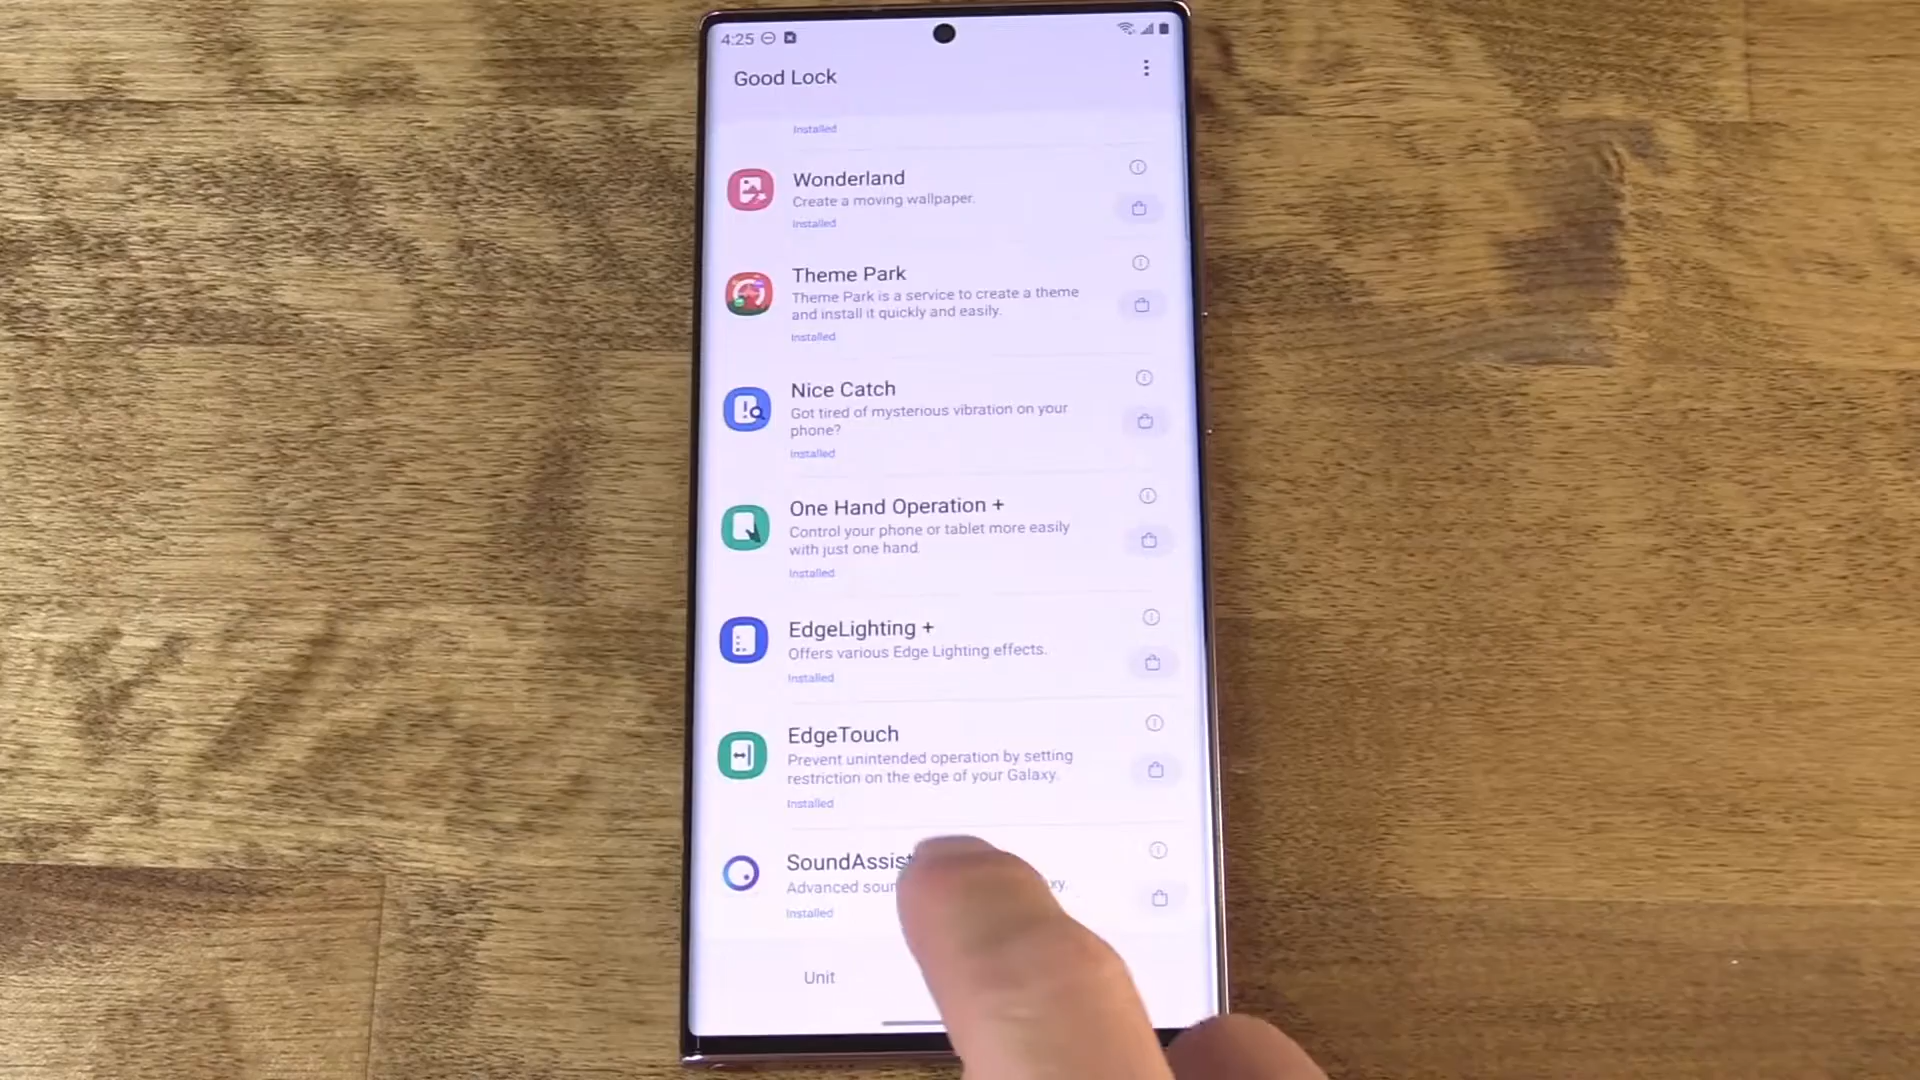 4:25
Good Lock
Installed
Wonderland
Create a moving wallpaper.
Installed
Theme Park
Theme Park is a service to create a theme
and install it quickly and easily.
Installed
Nice Catch
Got tired of mysterious vibration on your
phone?
Installed
One Hand Operation +
Control your phone or tablet more easily
with just one hand.
Installed
EdgeLighting +
Offers various Edge Lighting effects.
Installed
EdgeTouch
Prevent unintended operation by setting
restriction on the edge of your Galaxy.
Installed
SoundAssist
Advanced
Installed
Unit